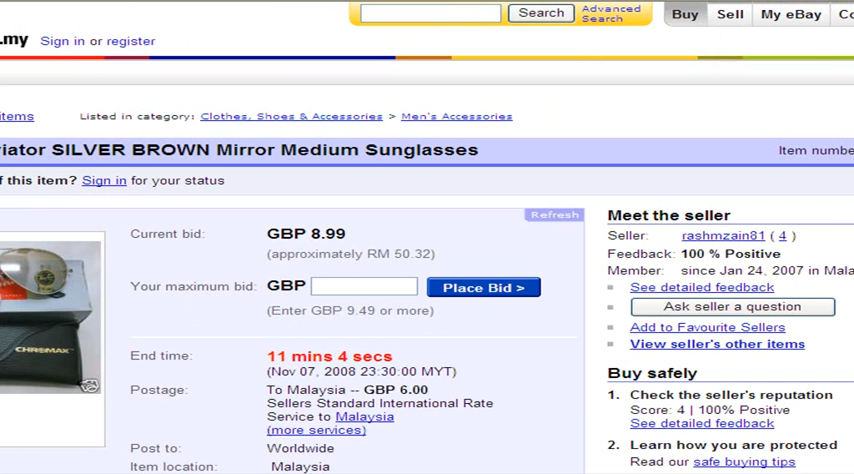 Search
Advanced
Search
Buy
Sell
My eBay
.my Sign in or register
items
Listed in category: Clothes, Shoes & Accessories > Men's Accessories
iator SILVER BROWN Mirror Medium Sunglasses
Item numbe
f this item? Sign in for your status
Refresh
CHROMAX
Current bid: GBP 8.99
(approximately RM 50.32)
Your maximum bid: GBP Place Bid >
(Enter GBP 9.49 or more)
End time: 11 mins 4 secs
(Nov 07, 2008 23:30:00 MYT)
Postage: To Malaysia -- GBP 6.00
Sellers Standard International Rate
Service to Malaysia
(more services)
Post to: Worldwide
Item location: Malaysia
Meet the seller
Seller: rashmzain81 ( 4 )
Feedback: 100 % Positive
Member: since Jan 24, 2007 in Mala
See detailed feedback
Ask seller a question
Add to Favourite Sellers
View seller's other items
Buy safely
1. Check the seller's reputation
Score: 4 | 100% Positive
See detailed feedback
2. Learn how you are protected
Read our safe buying tips